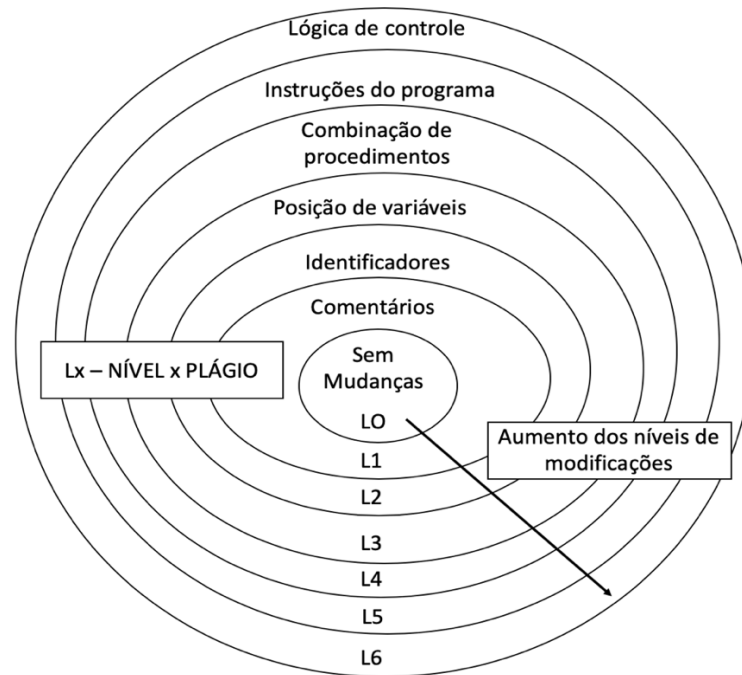 Lógica de controle
Instruções do programa
Combinação de
procedimentos
Posição de variáveis
Identificadores
Comentários
Sem
Mudanças
Lx – NÍVEL x PLÁGIO
LO
Aumento dos níveis de
modificações
L1
L2
L3
L4
L5
L6